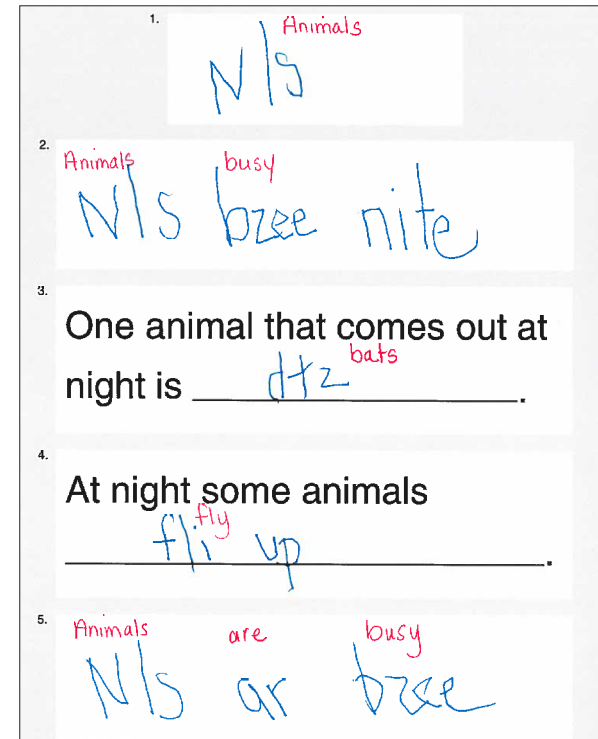 1. Animals
Nls
2. Animals busy
Nls bzee nite
3. One animal that comes out at
night is dtz bats.
4. At night some animals
fli fly up.
5. Animals are busy
Nls ar bzee